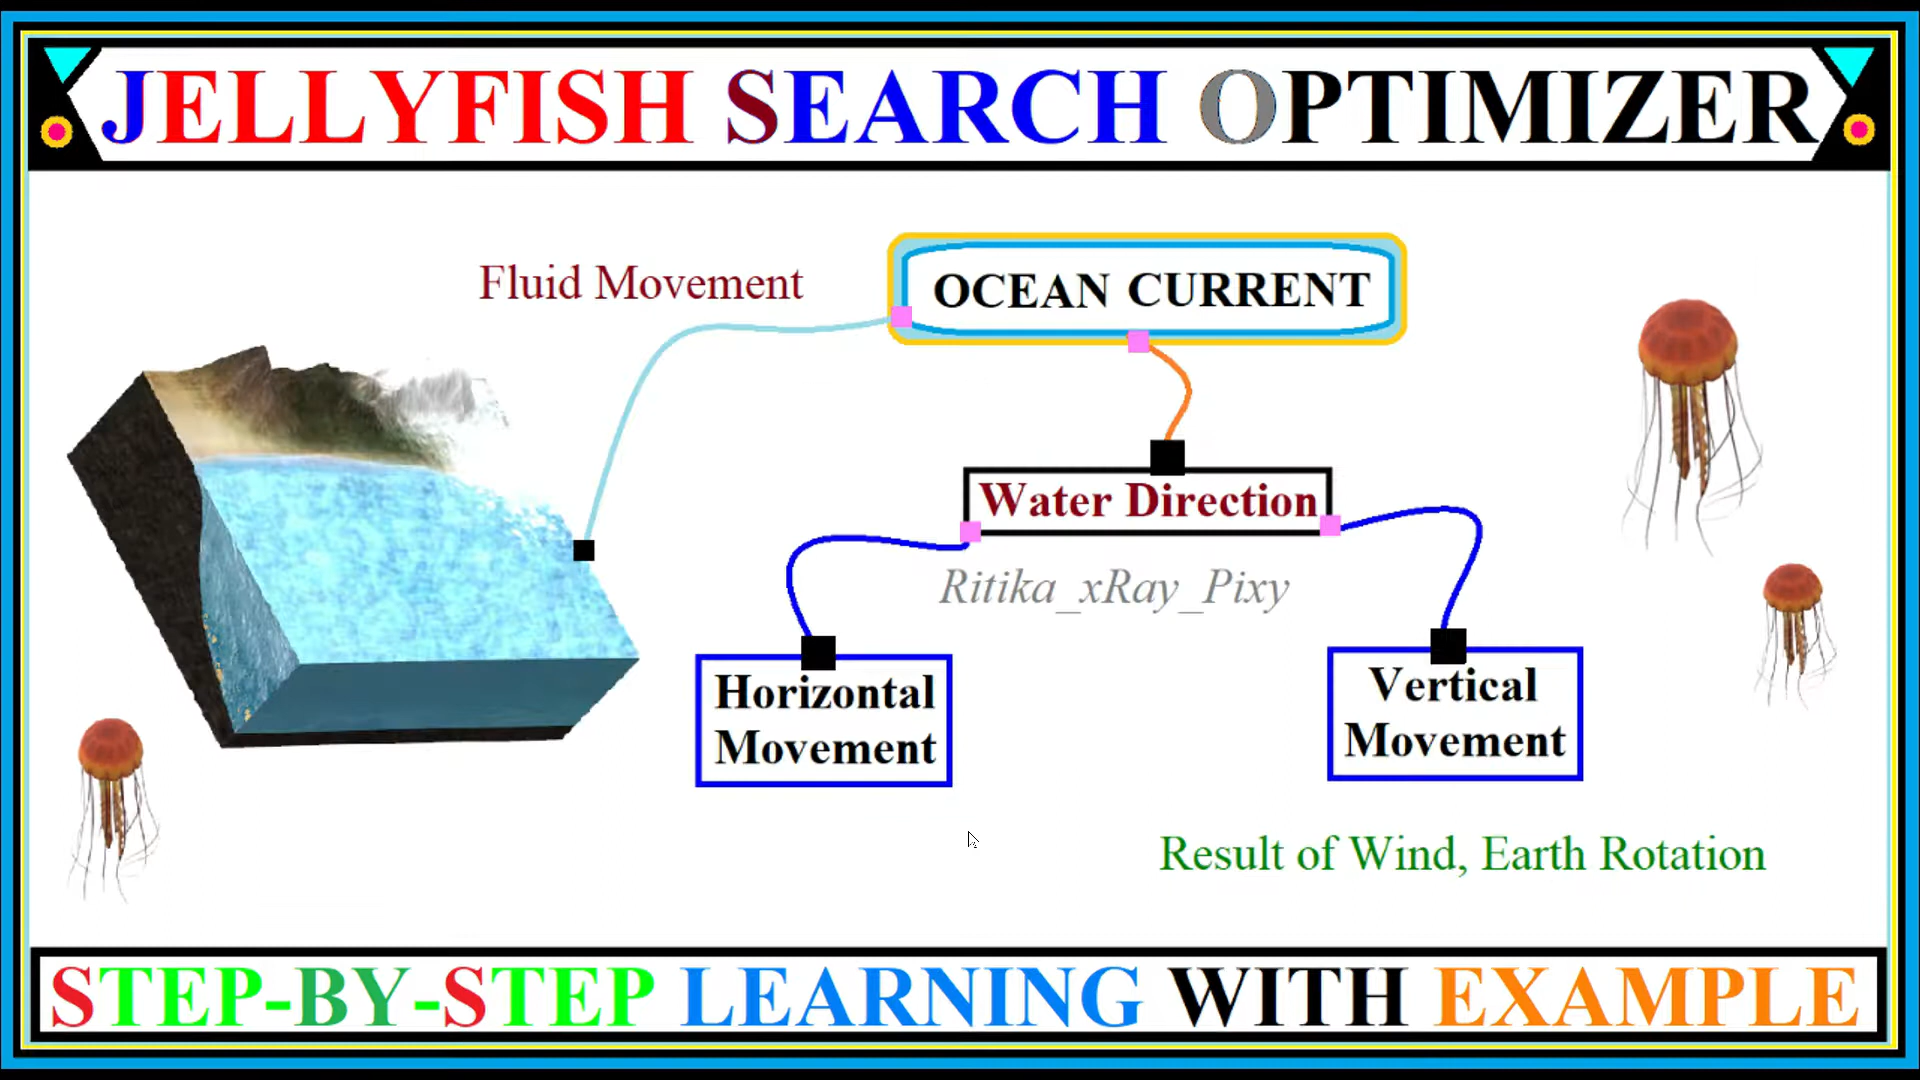 JELLYFISH SEARCH OPTIMIZER
Fluid Movement
OCEAN CURRENT
Water Direction
Ritika_xRay_Pixy
Horizontal
Movement
Vertical
Movement
Result of Wind, Earth Rotation
STEP-BY-STEP LEARNING WITH EXAMPLE